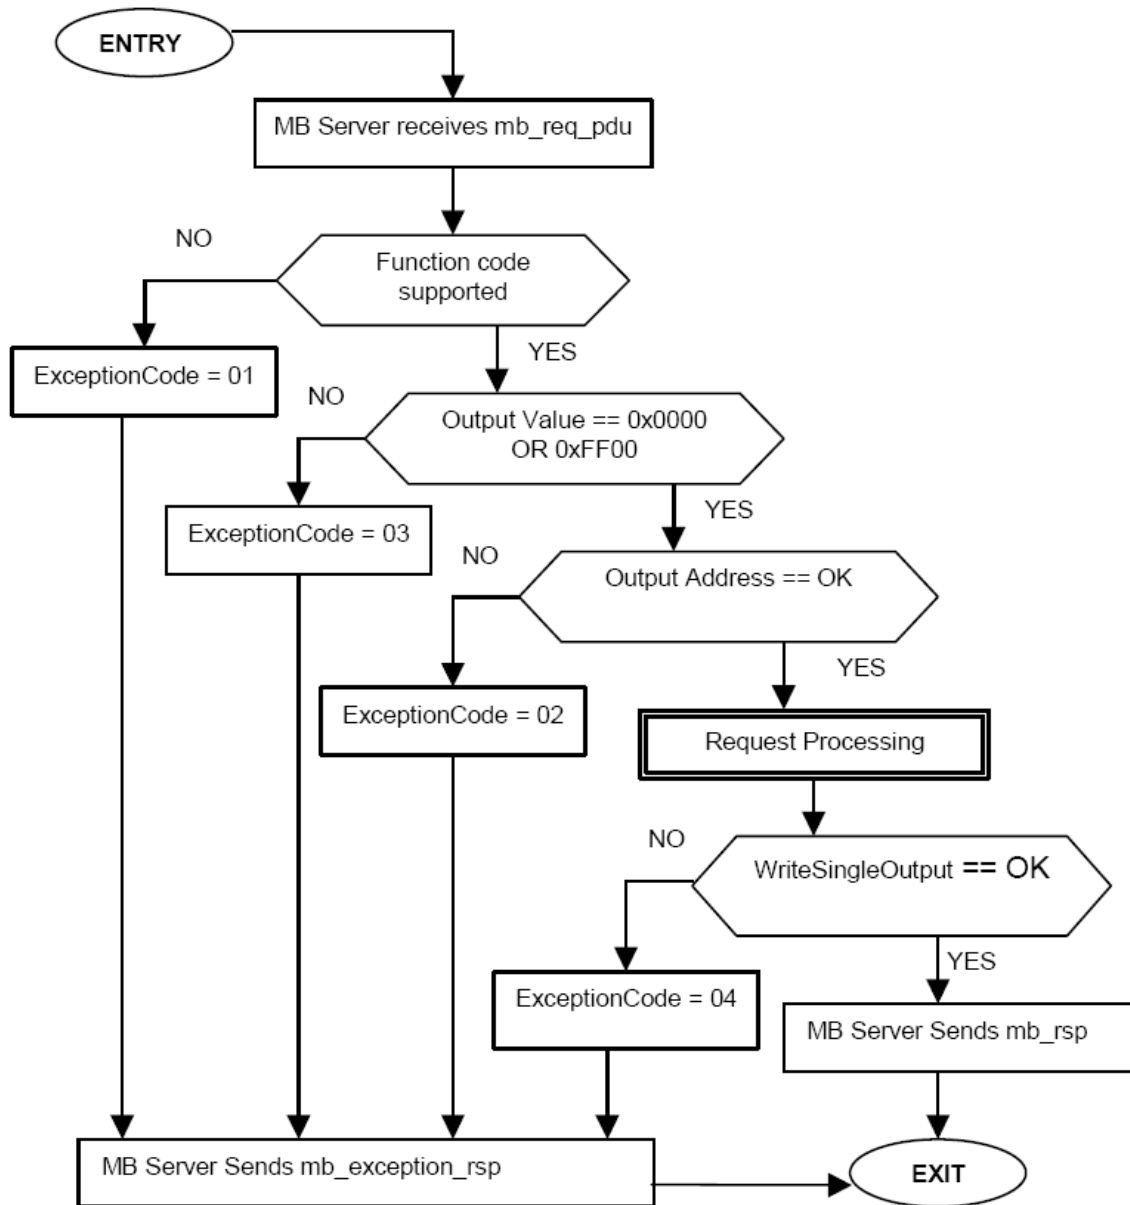 ENTRY
MB Server receives mb_req_pdu
NO
Function code
supported
YES
ExceptionCode = 01
NO
Output Value == 0x0000
OR 0xFF00
YES
ExceptionCode = 03
NO
Output Address == OK
YES
ExceptionCode = 02
Request Processing
NO
WriteSingleOutput == OK
YES
ExceptionCode = 04
MB Server Sends mb_rsp
MB Server Sends mb_exception_rsp
EXIT